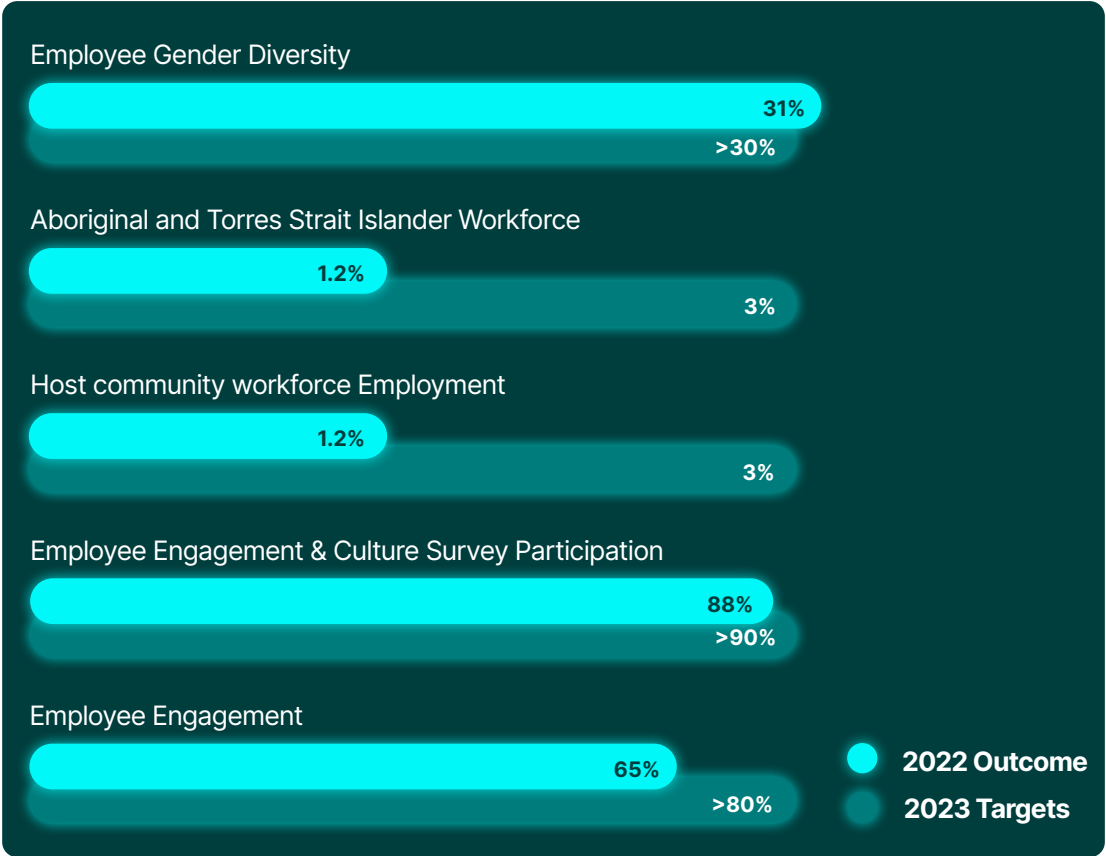 Employee Gender Diversity
31%
>30%
Aboriginal and Torres Strait Islander Workforce
1.2%
3%
Host community workforce Employment
1.2%
3%
Employee Engagement & Culture Survey Participation
88%
>90%
Employee Engagement
65%
>80%
2022 Outcome
2023 Targets